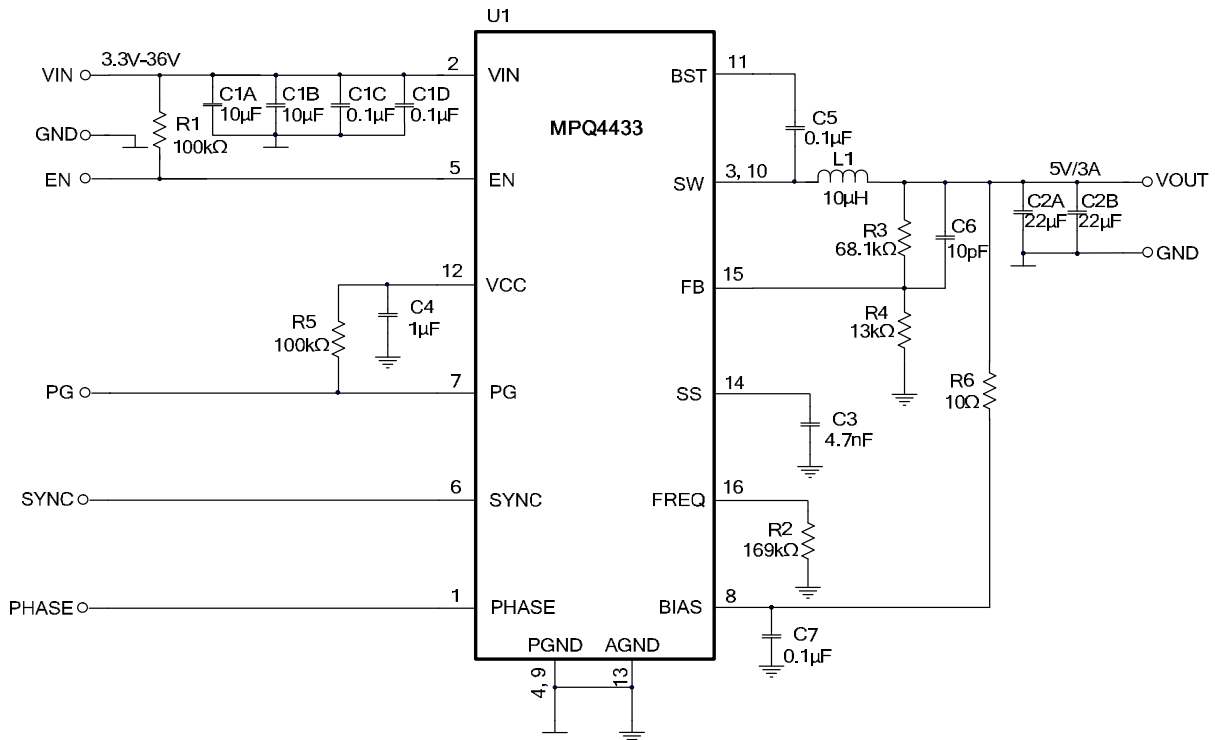 U1
MPQ4433
VIN
3.3V-36V
2
VIN
C1A
10µF
C1B
10µF
C1C
0.1µF
C1D
0.1µF
GND
R1
100kΩ
EN
5
EN
12
VCC
C4
1µF
R5
100kΩ
PG
7
PG
SYNC
6
SYNC
PHASE
1
PHASE
PGND
AGND
4, 9
13
BST
11
C5
0.1µF
SW
3, 10
L1
10µH
5V/3A
VOUT
C2A
22µF
C2B
22µF
GND
R3
68.1kΩ
C6
10pF
FB
15
R4
13kΩ
SS
14
C3
4.7nF
R6
10Ω
FREQ
16
R2
169kΩ
BIAS
8
C7
0.1µF